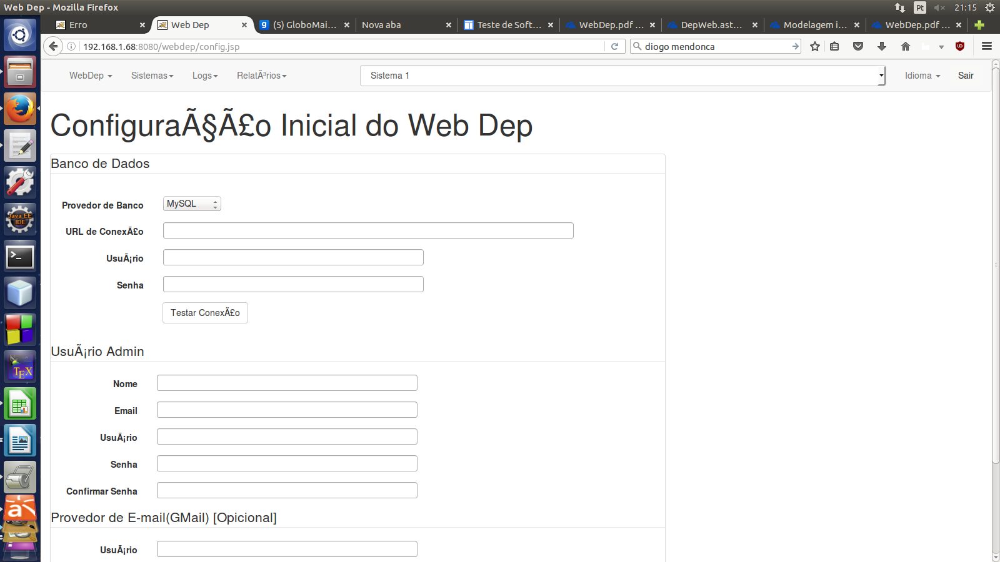 Web Dep - Mozilla Firefox
Pt
21:15
Erro
Web Dep
(5) GloboMai...
Nova aba
Teste de Soft...
WebDep.pdf ...
DepWeb.ast...
Modelagem i...
WebDep.pdf ...
192.168.1.68:8080/webdep/config.jsp
diogo mendonca
WebDep
Sistemas
Logs
RelatÃ³rios
Sistema 1
Idioma
Sair
ConfiguraÃ§Ã£o Inicial do Web Dep
Banco de Dados
Provedor de Banco
MySQL
URL de ConexÃ£o
UsuÃ¡rio
Senha
Testar ConexÃ£o
UsuÃ¡rio Admin
Nome
Email
UsuÃ¡rio
Senha
Confirmar Senha
Provedor de E-mail(GMail) [Opicional]
UsuÃ¡rio
Java EE
IDE
TEX